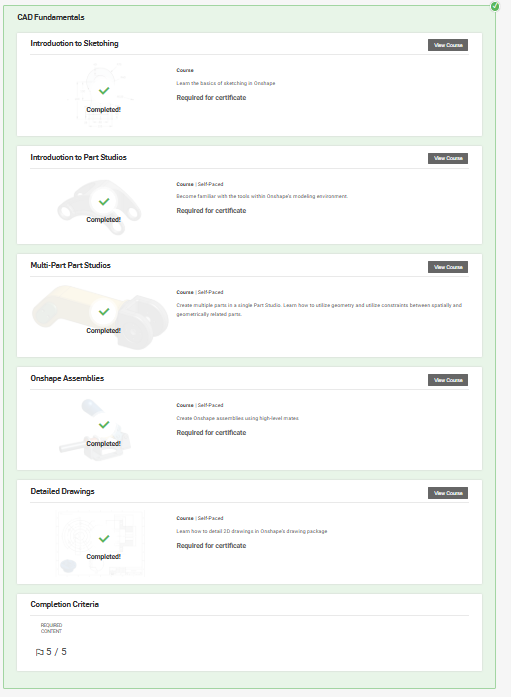 CAD Fundamentals
Introduction to Sketching
View Course
Course
Learn the basics of sketching in Onshape
Required for certificate
Completed!
Introduction to Part Studios
View Course
Course | Self-Paced
Become familiar with the tools within Onshape's modeling environment.
Required for certificate
Completed!
Multi-Part Part Studios
View Course
Course | Self-Paced
Create multiple parts in a single Part Studio. Learn how to utilize geometry and utilize constraints between spatially and
geometrically related parts.
Completed!
Onshape Assemblies
View Course
Course | Self-Paced
Create Onshape assemblies using high-level mates
Required for certificate
Completed!
Detailed Drawings
View Course
Course | Self-Paced
Learn how to detail 2D drawings in Onshape's drawing package
Required for certificate
Completed!
Completion Criteria
REQUIRED
CONTENT
5 / 5